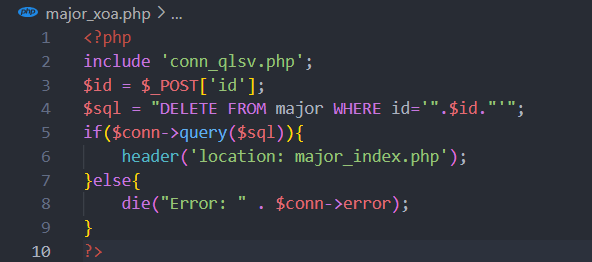 php major_xoa.php > ...
1 <?php
2 include 'conn_qlsv.php';
3 $id = $_POST['id'];
4 $sql = "DELETE FROM major WHERE id='".$id."'";
5 if($conn->query($sql)){
6     header('location: major_index.php');
7 }else{
8     die("Error: " . $conn->error);
9 }
10 ?>